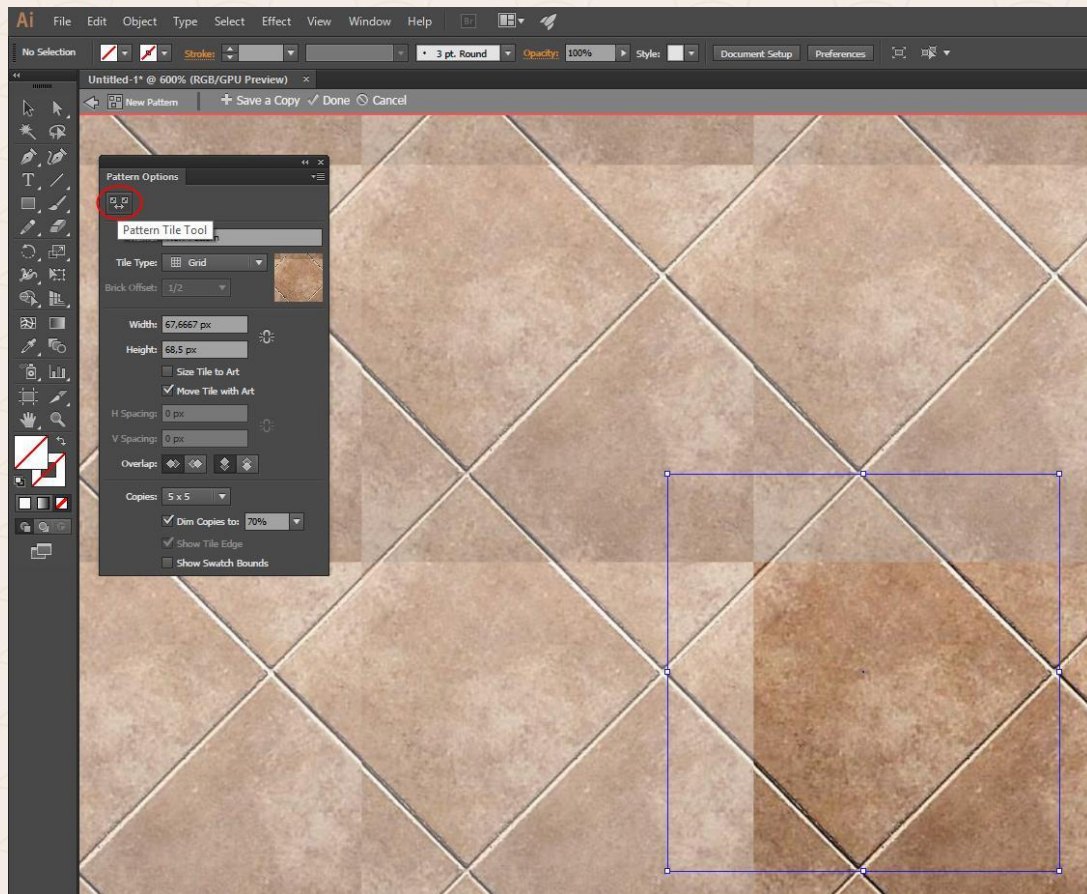 Ai File Edit Object Type Select Effect View Window Help Br
No Selection Stroke: 3 pt. Round Opacity: 100% Style: Document Setup Preferences
Untitled-1* @ 600% (RGB/GPU Preview) ×
New Pattern + Save a Copy ✓ Done Cancel
Pattern Options
Pattern Tile Tool
Tile Type: Grid
Brick Offset: 1/2
Width: 67,6667 px
Height: 68,5 px
Size Tile to Art
Move Tile with Art
H Spacing: 0 px
V Spacing: 0 px
Overlap:
Copies: 5 x 5
Dim Copies to: 70%
Show Tile Edge
Show Swatch Bounds